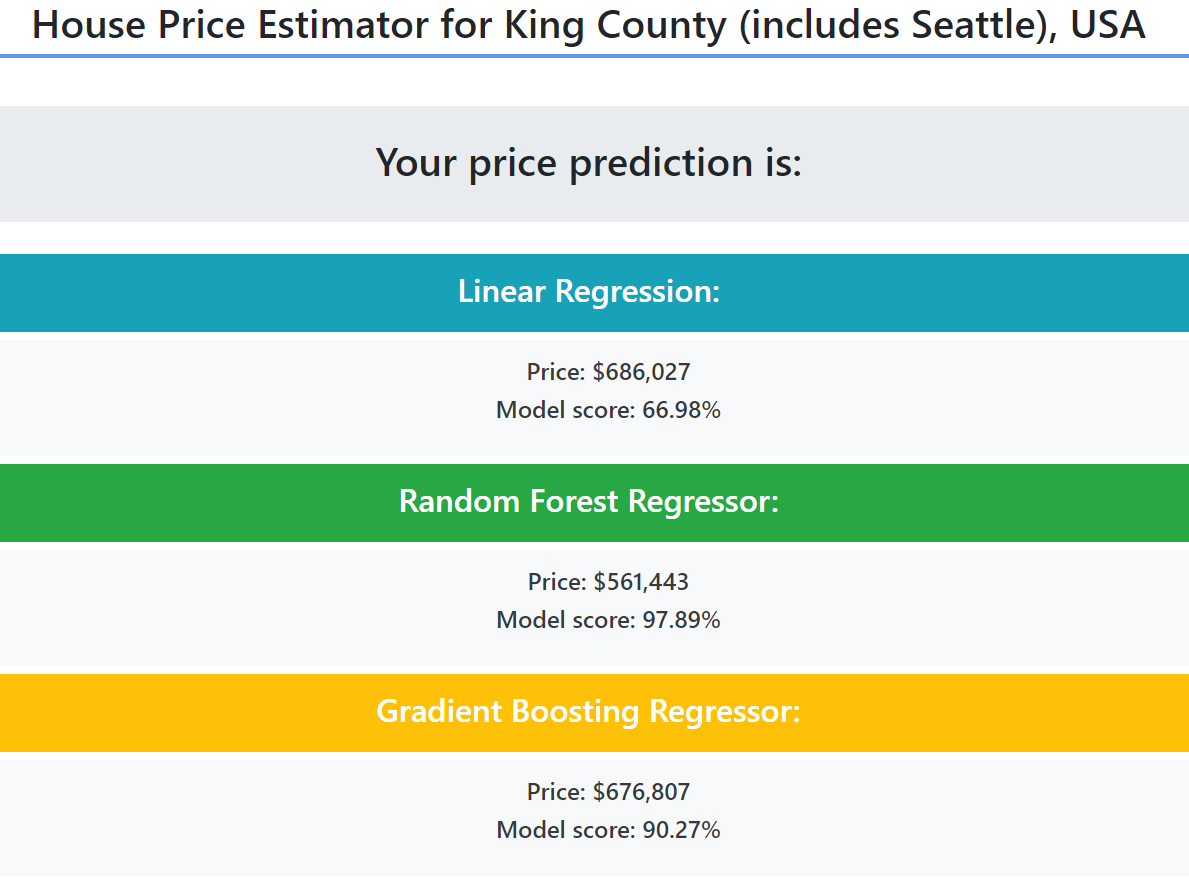 House Price Estimator for King County (includes Seattle), USA
Your price prediction is:
Linear Regression:
Price: $686,027
Model score: 66.98%
Random Forest Regressor:
Price: $561,443
Model score: 97.89%
Gradient Boosting Regressor:
Price: $676,807
Model score: 90.27%